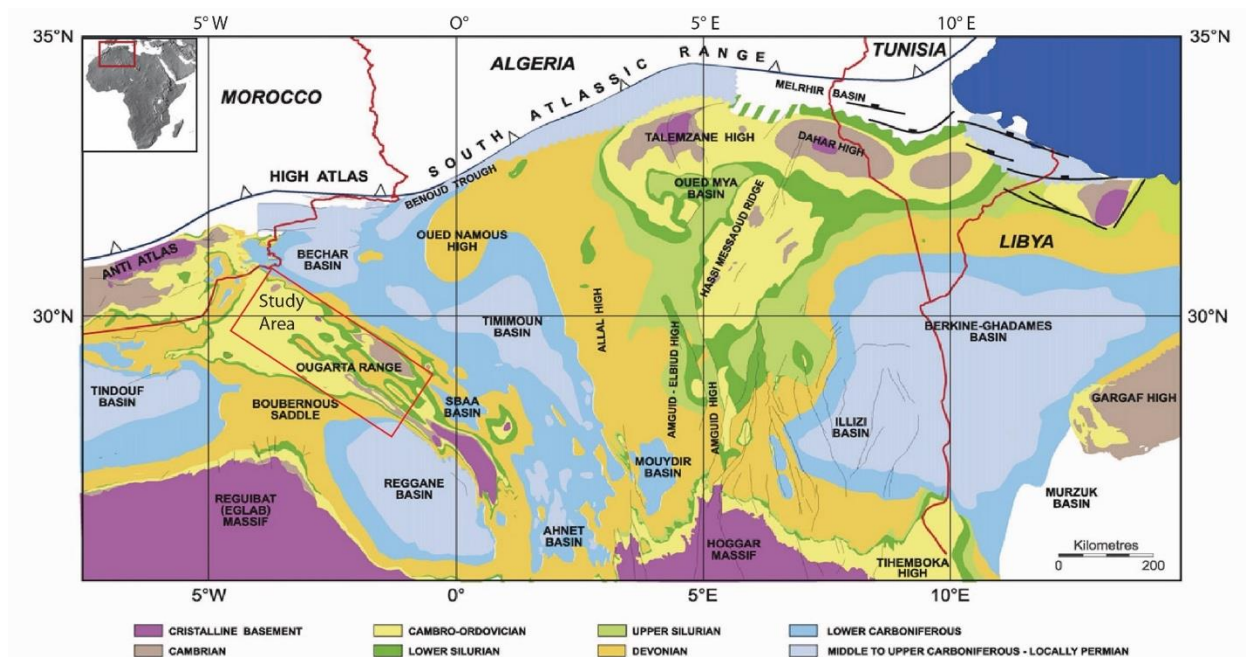 5°W
O°
5°E
10°E
35°N
35°N
TUNISIA
ALGERIA
MOROCCO
SOUTH ATLASSIC RANGE
MELRHIR BASIN
TALEMZANE HIGH
DAHAR HIGH
HIGH ATLAS
BENOUD TROUGH
OUED MYA
BASIN
HASSI MESSAOUD RIDGE
OUED NAMOUS
HIGH
LIBYA
ANTI ATLAS
BECHAR
BASIN
Study
Area
30°N
30°N
TIMIMOUN
BASIN
ALLAL HIGH
BERKINE-GHADAMES
BASIN
AMGUID - ELBIUD HIGH
OUGARTA RANGE
TINDOUF
BASIN
BOUBERNOUS
SADDLE
SBAA
BASIN
AMGUID HIGH
GARGAF HIGH
ILLIZI
BASIN
MOUYDIR
BASIN
REGGANE
BASIN
REGUIBAT
(EGLAB)
MASSIF
MURZUK
BASIN
AHNET
BASIN
HOGGAR
MASSIF
TIHEMBOKA
HIGH
Kilometres
0 200
5°W
0°
5°E
10°E
CRISTALLINE BASEMENT
CAMBRO-ORDOVICIAN
UPPER SILURIAN
LOWER CARBONIFEROUS
CAMBRIAN
LOWER SILURIAN
DEVONIAN
MIDDLE TO UPPER CARBONIFEROUS - LOCALLY PERMIAN